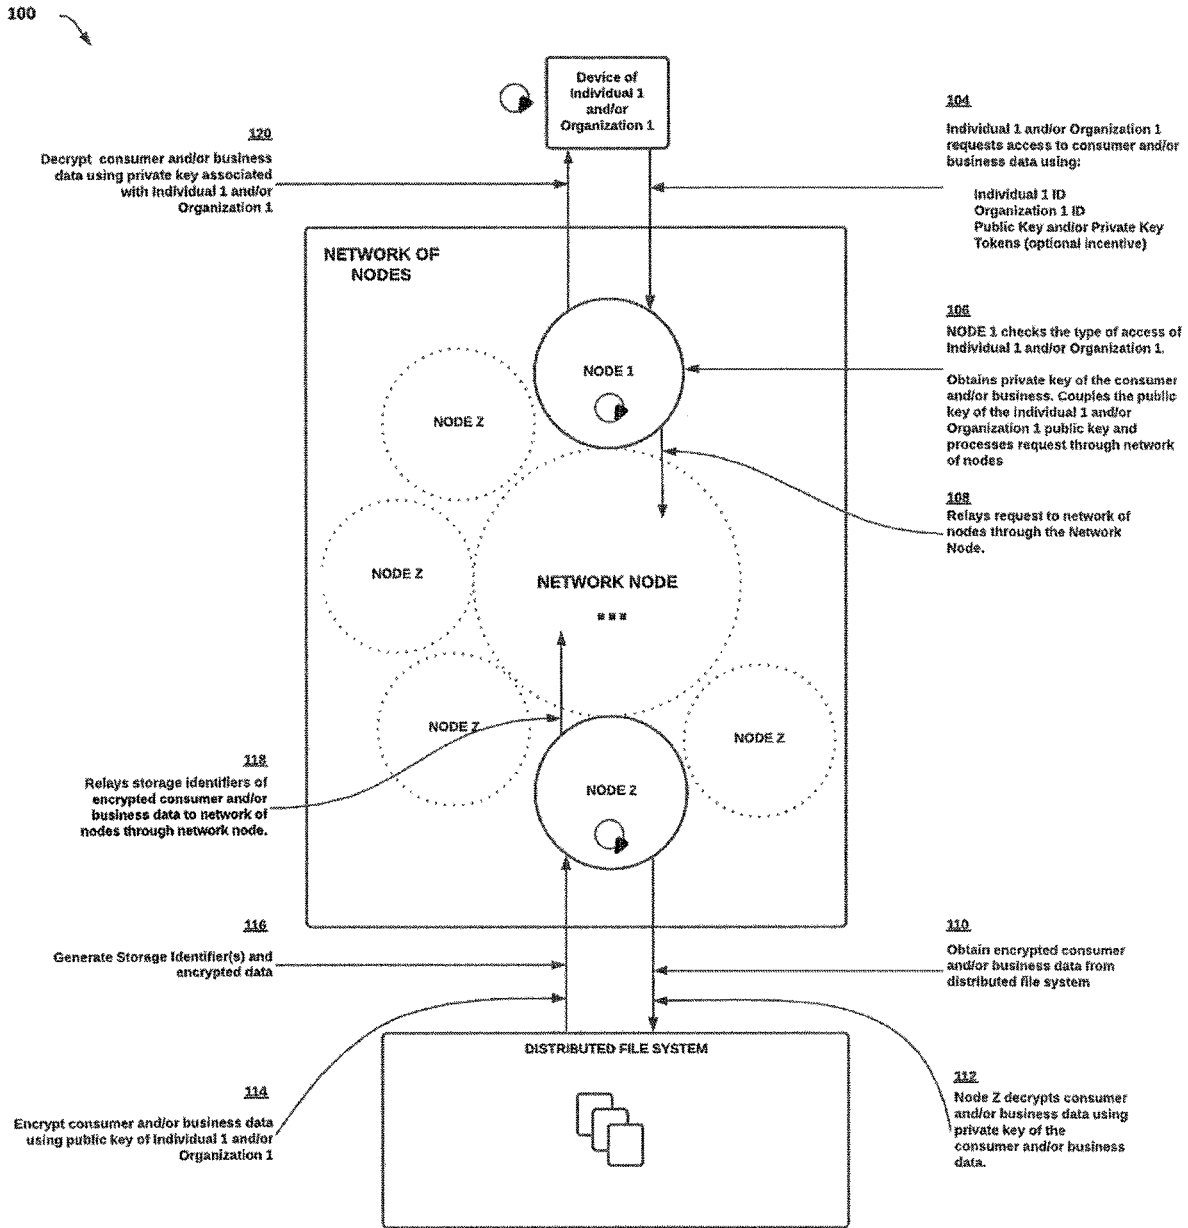 100
Device of
Individual 1
and/or
Organization 1
104
Individual 1 and/or Organization 1
requests access to consumer and/or
business data using:
Individual 1 ID
Organization 1 ID
Public Key and/or Private Key
Tokens (optional incentive)
120
Decrypt consumer and/or business
data using private key associated
with Individual 1 and/or
Organization 1
NETWORK OF
NODES
106
NODE 1 checks the type of access of
Individual 1 and/or Organization 1.
Obtains private key of the consumer
and/or business. Couples the public
key of the individual 1 and/or
Organization 1 public key and
processes request through network
of nodes
NODE 1
NODE Z
108
Relays request to network of
nodes through the Network
Node.
NODE Z
NETWORK NODE
...
NODE Z
NODE Z
118
Relays storage identifiers of
encrypted consumer and/or
business data to network of
nodes through network node.
NODE 2
116
Generate Storage Identifier(s) and
encrypted data
110
Obtain encrypted consumer
and/or business data from
distributed file system
DISTRIBUTED FILE SYSTEM
114
Encrypt consumer and/or business data
using public key of Individual 1 and/or
Organization 1
112
Node Z decrypts consumer
and/or business data using
private key of the
consumer and/or business
data.